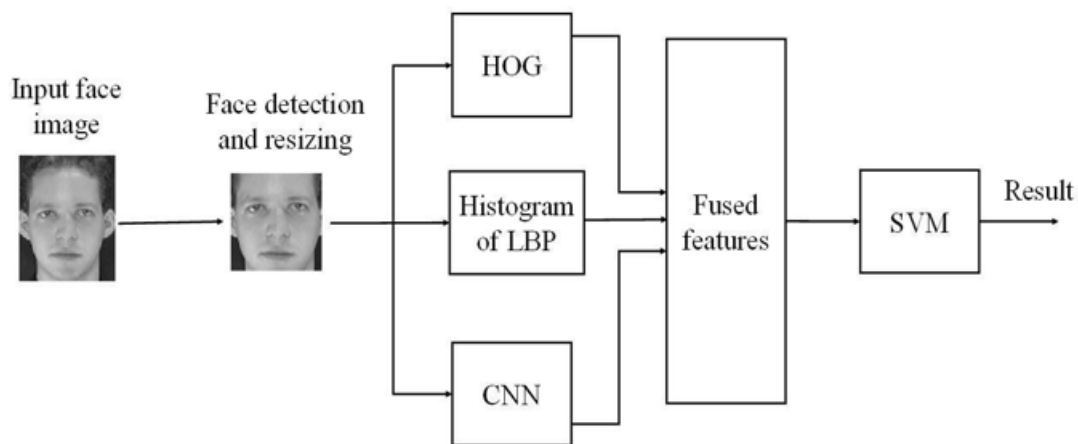 Input face
image
Face detection
and resizing
HOG
Histogram
of LBP
CNN
Fused
features
SVM
Result